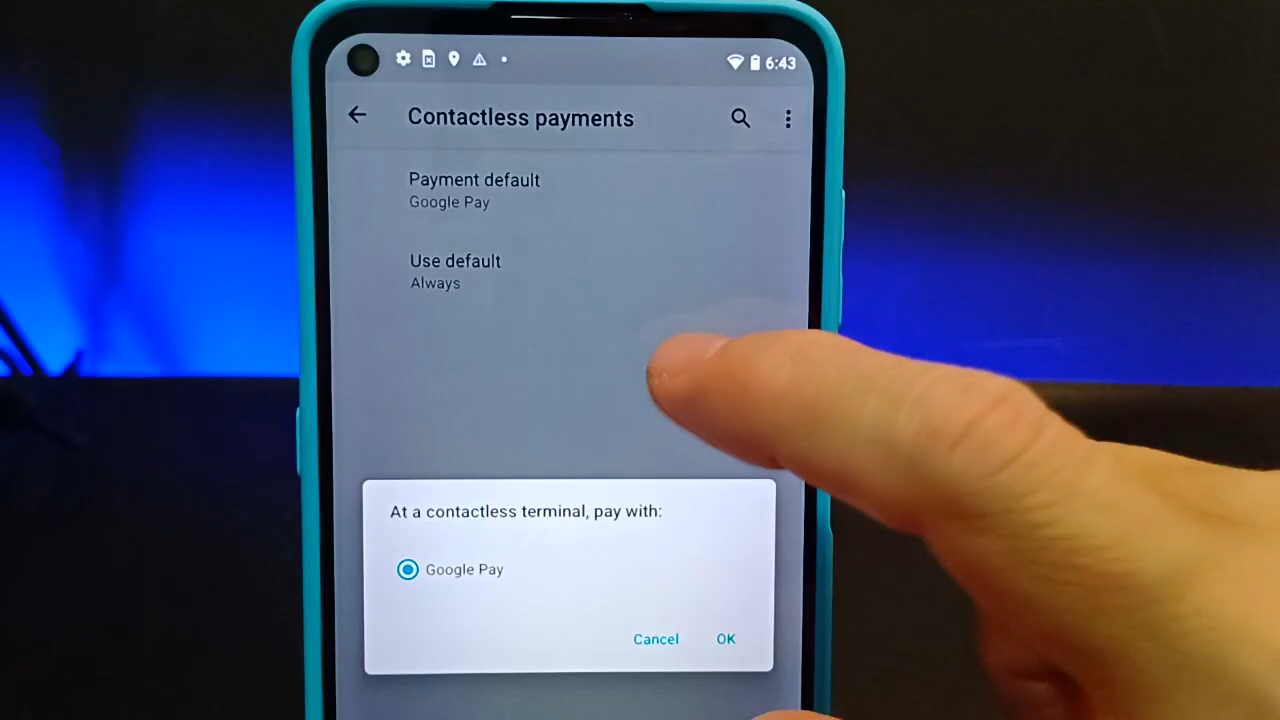 6:43
Contactless payments
Payment default
Google Pay
Use default
Always
At a contactless terminal, pay with:
Google Pay
Cancel OK